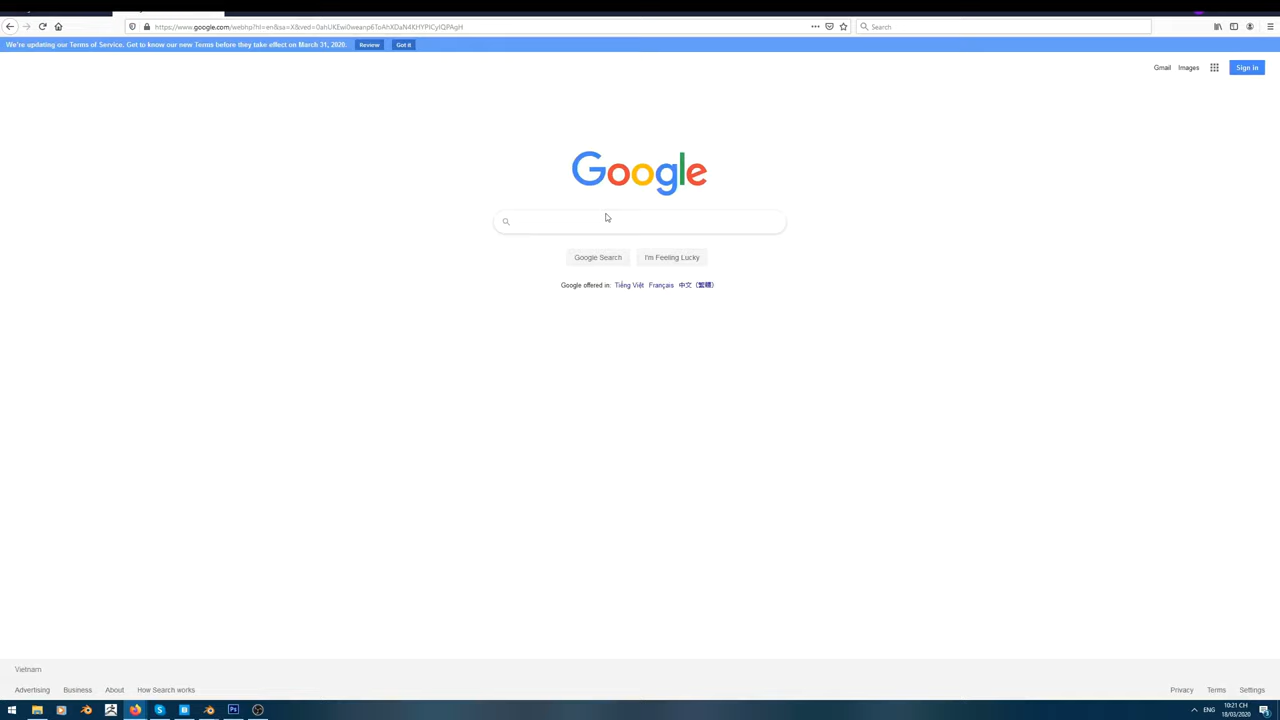 https://www.google.com/webhp?hl=en&sa=X&ved=0ahUKEwi0weanp6ToAhXDaN4KHYPICyIQPAgH
Search
We're updating our Terms of Service. Get to know our new Terms before they take effect on March 31, 2020. Review Got it
Gmail Images Sign in
Google
Google Search I'm Feeling Lucky
Google offered in: Tiếng Việt Français 中文（繁體）
Vietnam
Advertising Business About How Search works Privacy Terms Settings
ENG 10:21 CH
18/03/2020